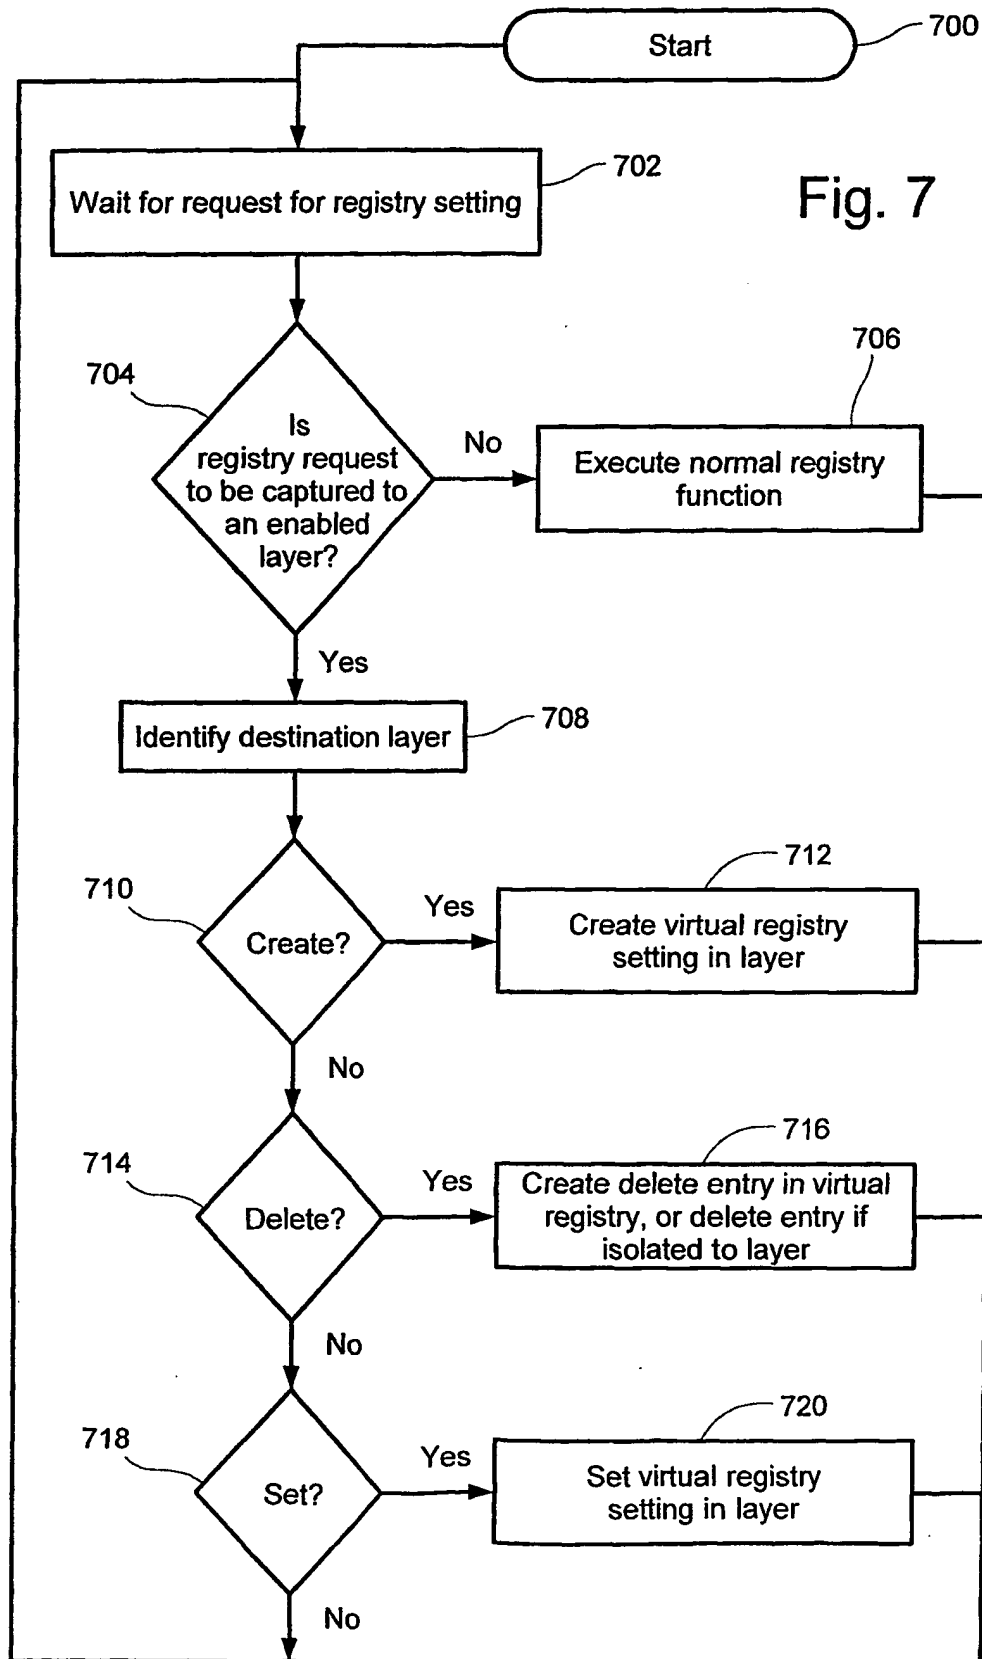 Start
700
Wait for request for registry setting
702
Fig. 7
704
Is
registry request
to be captured to
an enabled
layer?
No
706
Execute normal registry
function
Yes
Identify destination layer
708
710
Create?
Yes
712
Create virtual registry
setting in layer
No
714
Delete?
Yes
716
Create delete entry in virtual
registry, or delete entry if
isolated to layer
No
718
Set?
Yes
720
Set virtual registry
setting in layer
No